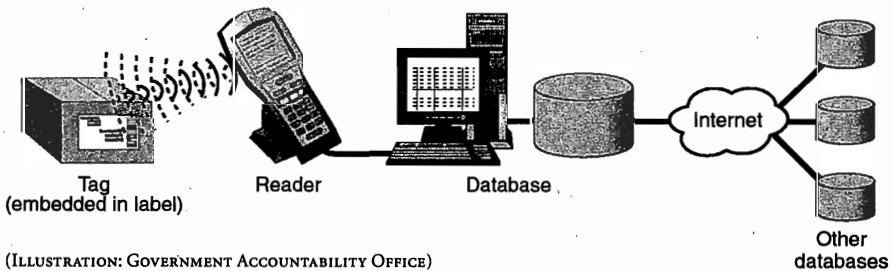 Internet
Tag
(embedded in label)
Reader
Database
Other
databases
(ILLUSTRATION: GOVERNMENT ACCOUNTABILITY OFFICE)